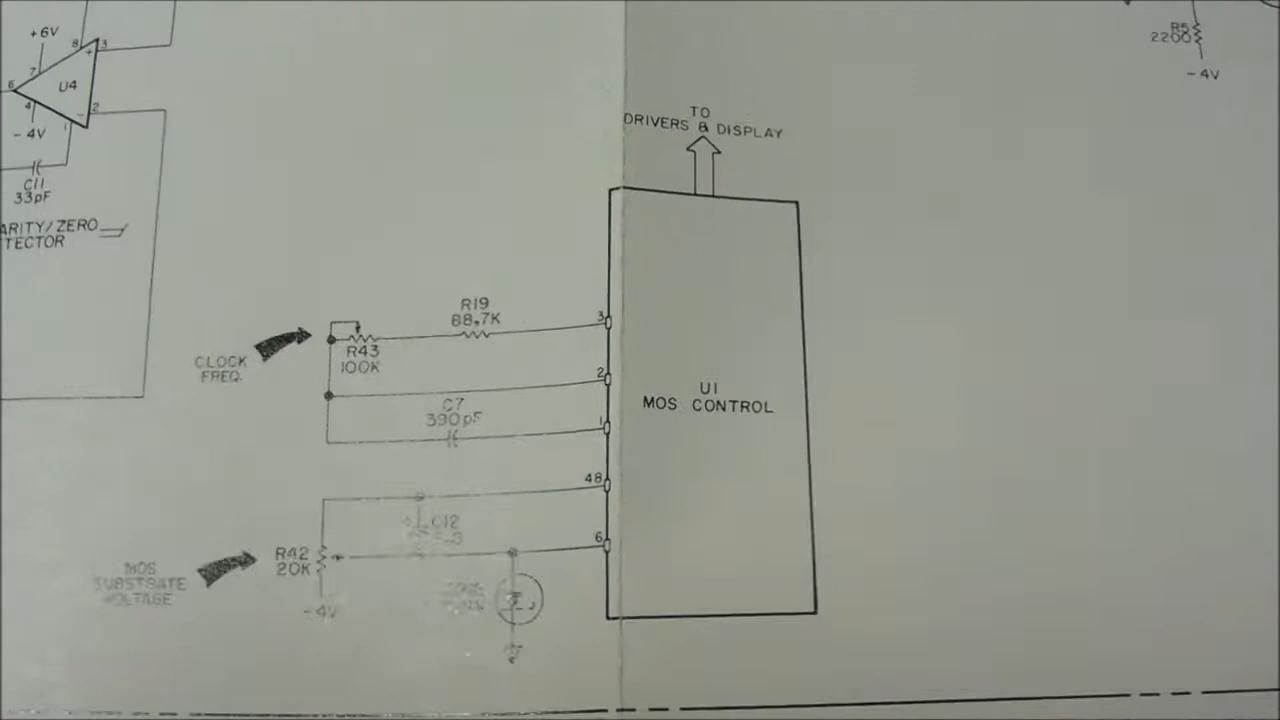 +6V
8
3
+
7
6
U4
4
2
-
- 4V
1
C11
33pF
ARITY/ZERO
TECTOR
R5
2200
- 4V
TO
DRIVERS & DISPLAY
R19
88.7K
3
CLOCK
FREQ.
R43
100K
2
C7
390pF
1
U1
MOS CONTROL
48
C12
R42
20K
6
MOS
SUBSTRATE
VOLTAGE
-4V